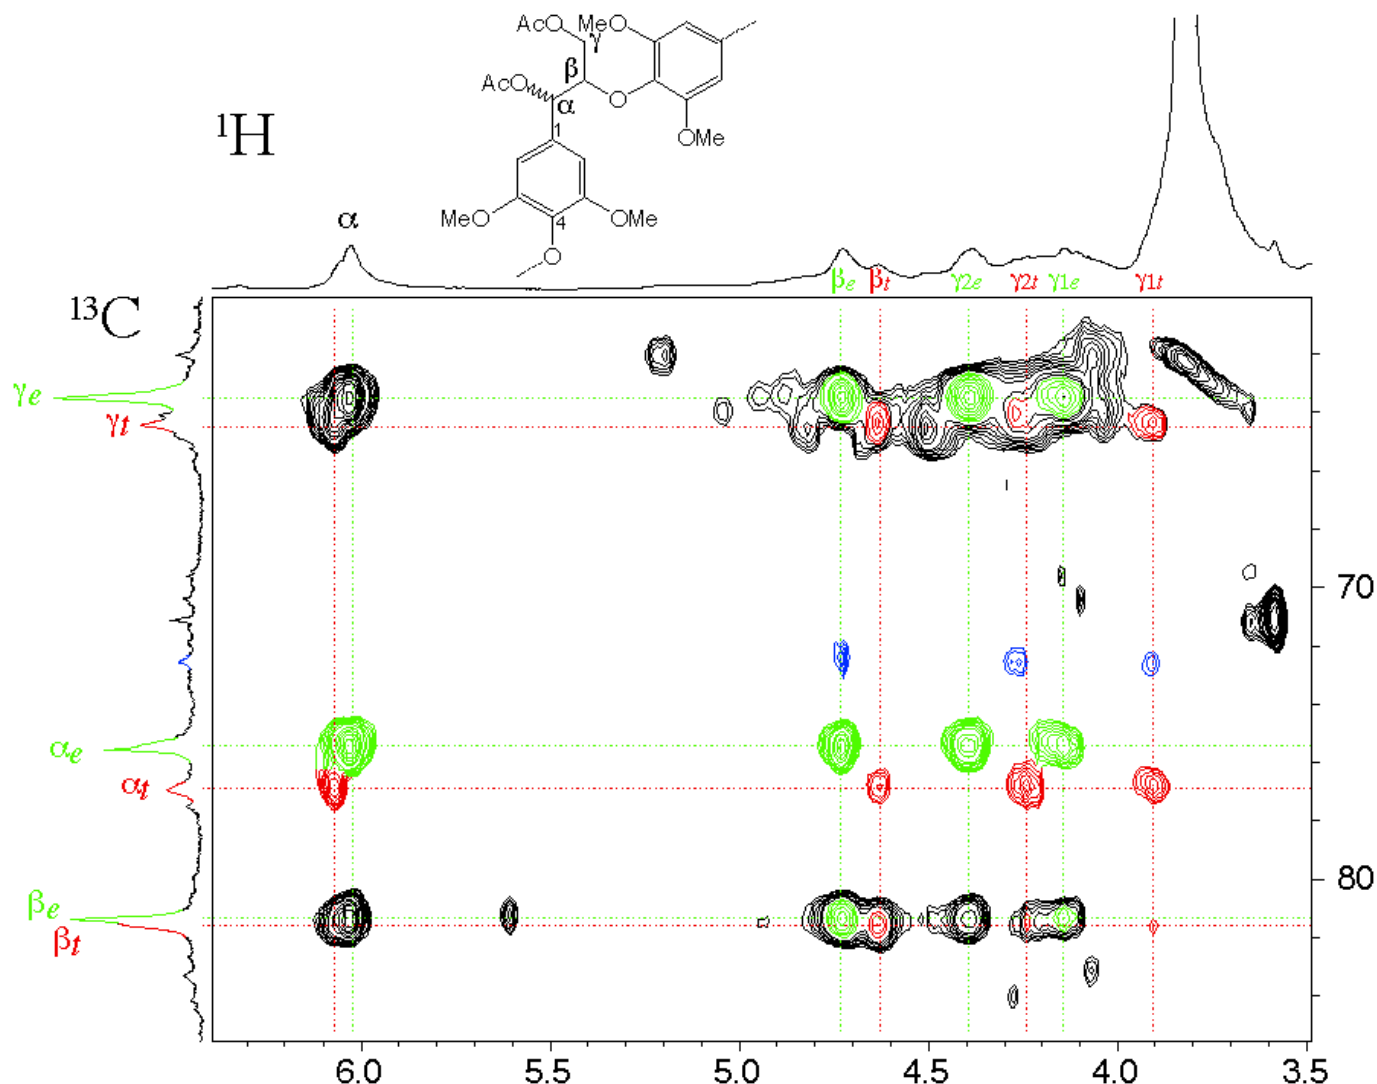 AcO MeO
γ
β
AcO O
α
OMe
1
¹H
MeO 4 OMe
α
O
βe βt γ2e γ2t γ1e γ1t
¹³C
γe
γt
70
αe
αt
80
βe
βt
6.0 5.5 5.0 4.5 4.0 3.5